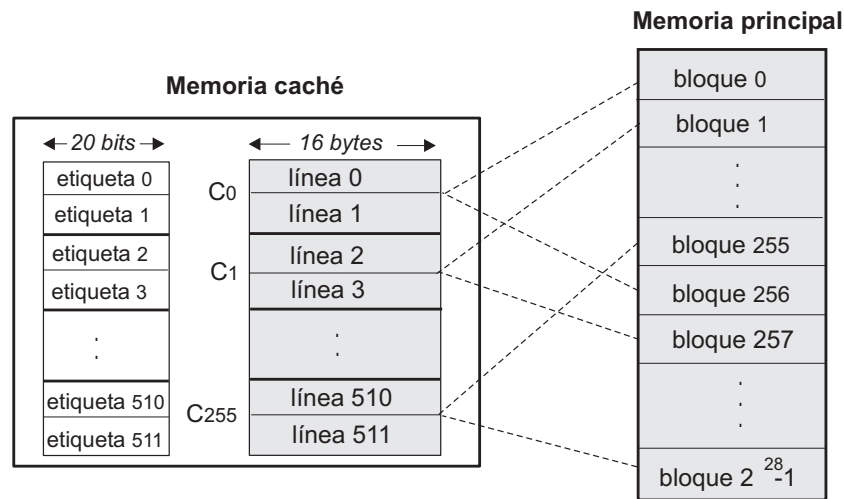 Memoria principal
Memoria caché
20 bits
16 bytes
etiqueta 0
etiqueta 1
etiqueta 2
etiqueta 3
.
.
etiqueta 510
etiqueta 511
C0
C1
C255
línea 0
línea 1
línea 2
línea 3
.
.
línea 510
línea 511
bloque 0
bloque 1
.
.
.
bloque 255
bloque 256
bloque 257
.
.
.
bloque 2 28-1